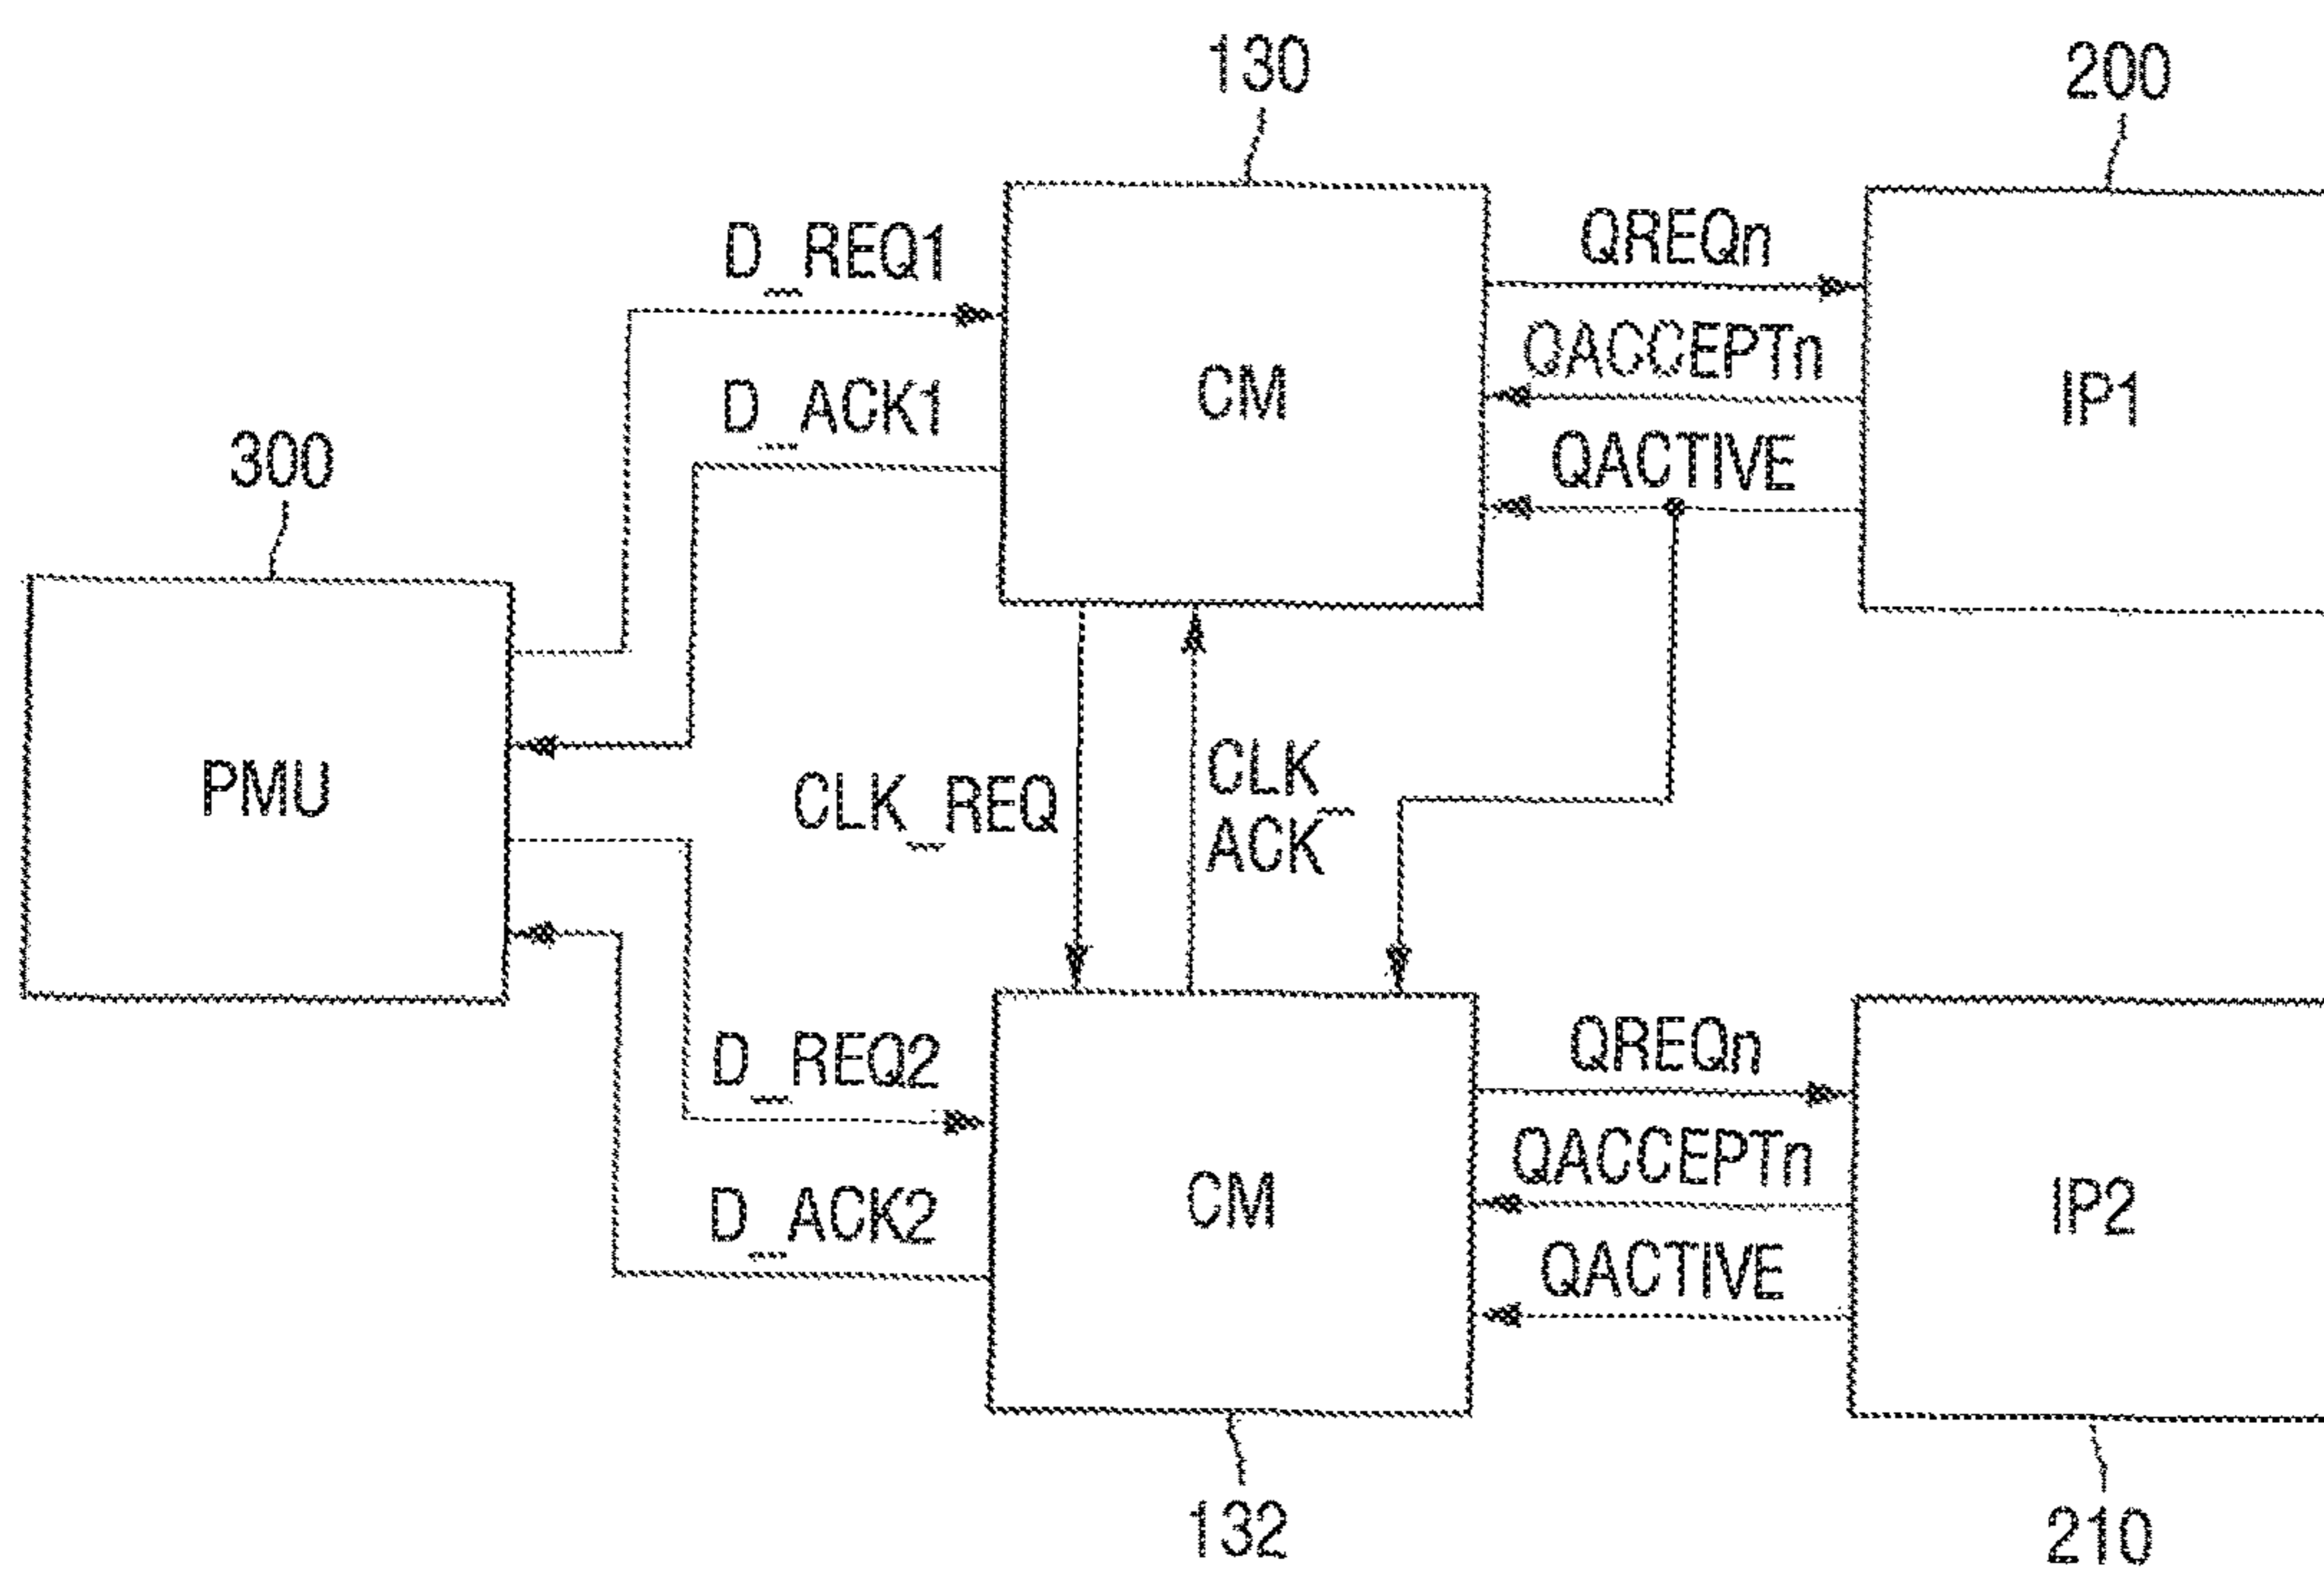 130
200
D_REQ1
QREQn
QACCEPTn
D_ACK1
CM
IP1
QACTIVE
300
PMU
CLK_REQ
CLK_
ACK
D_REQ2
QREQn
QACCEPTn
D_ACK2
CM
IP2
QACTIVE
132
210